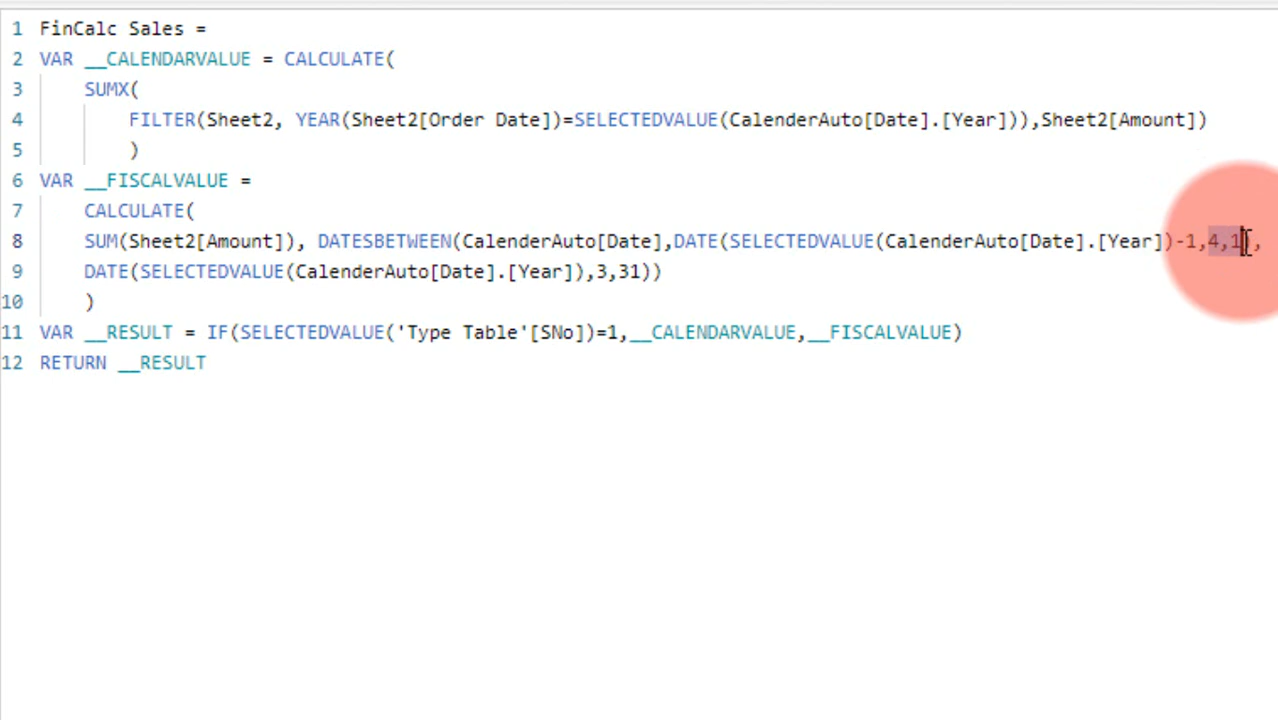 1 FinCalc Sales =
2 VAR __CALENDARVALUE = CALCULATE(
3 SUMX(
4 FILTER(Sheet2, YEAR(Sheet2[Order Date])=SELECTEDVALUE(CalenderAuto[Date].[Year])),Sheet2[Amount])
5 )
6 VAR __FISCALVALUE =
7 CALCULATE(
8 SUM(Sheet2[Amount]), DATESBETWEEN(CalenderAuto[Date],DATE(SELECTEDVALUE(CalenderAuto[Date].[Year])-1,4,1),
9 DATE(SELECTEDVALUE(CalenderAuto[Date].[Year]),3,31))
10 )
11 VAR __RESULT = IF(SELECTEDVALUE('Type Table'[SNo])=1,__CALENDARVALUE,__FISCALVALUE)
12 RETURN __RESULT